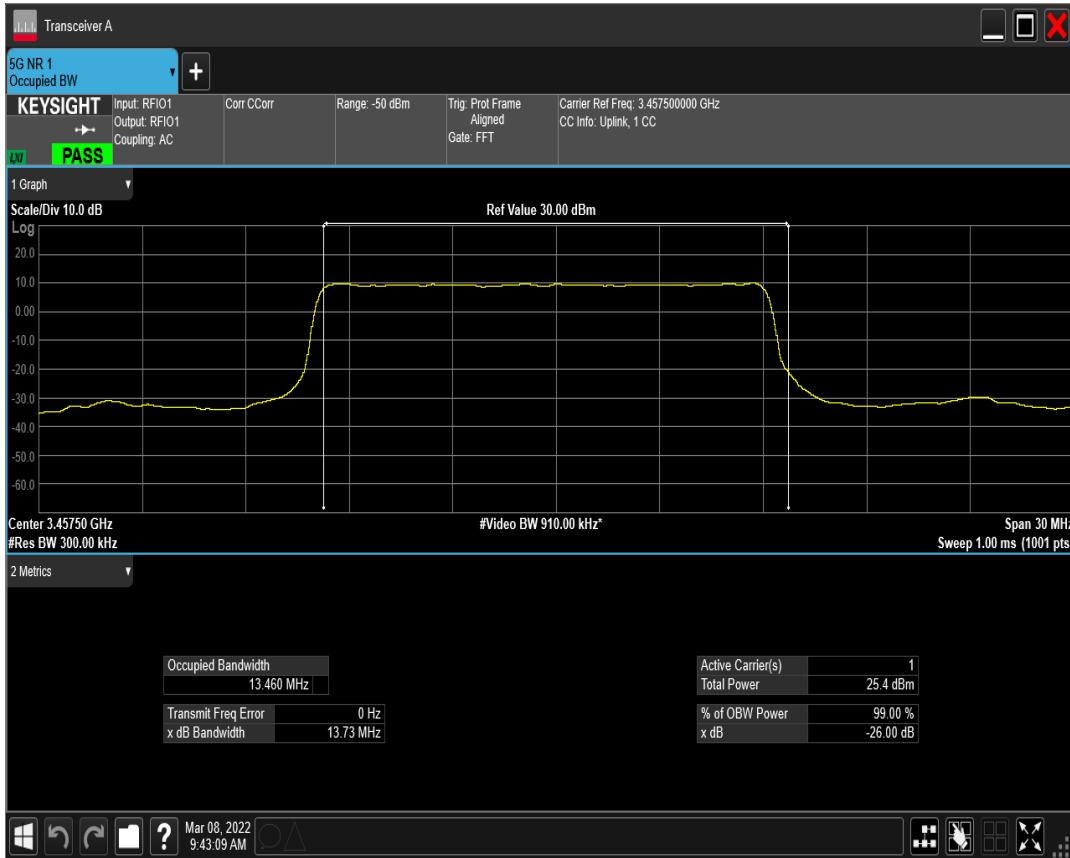 Transceiver A
5G NR 1
Occupied BW
+
KEYSIGHT
LXI
PASS
Input: RFIO1
Output: RFIO1
Coupling: AC
Corr CCorr
Range: -50 dBm
Trig: Prot Frame
Aligned
Gate: FFT
Carrier Ref Freq: 3.457500000 GHz
CC Info: Uplink, 1 CC
1 Graph
Scale/Div 10.0 dB
Ref Value 30.00 dBm
Log
20.0
10.0
0.00
-10.0
-20.0
-30.0
-40.0
-50.0
-60.0
Center 3.45750 GHz
#Video BW 910.00 kHz*
Span 30 MHz
#Res BW 300.00 kHz
Sweep 1.00 ms (1001 pts
2 Metrics
Occupied Bandwidth
13.460 MHz
Transmit Freq Error 0 Hz
x dB Bandwidth 13.73 MHz
Active Carrier(s) 1
Total Power 25.4 dBm
% of OBW Power 99.00 %
x dB -26.00 dB
?
Mar 08, 2022
9:43:09 AM